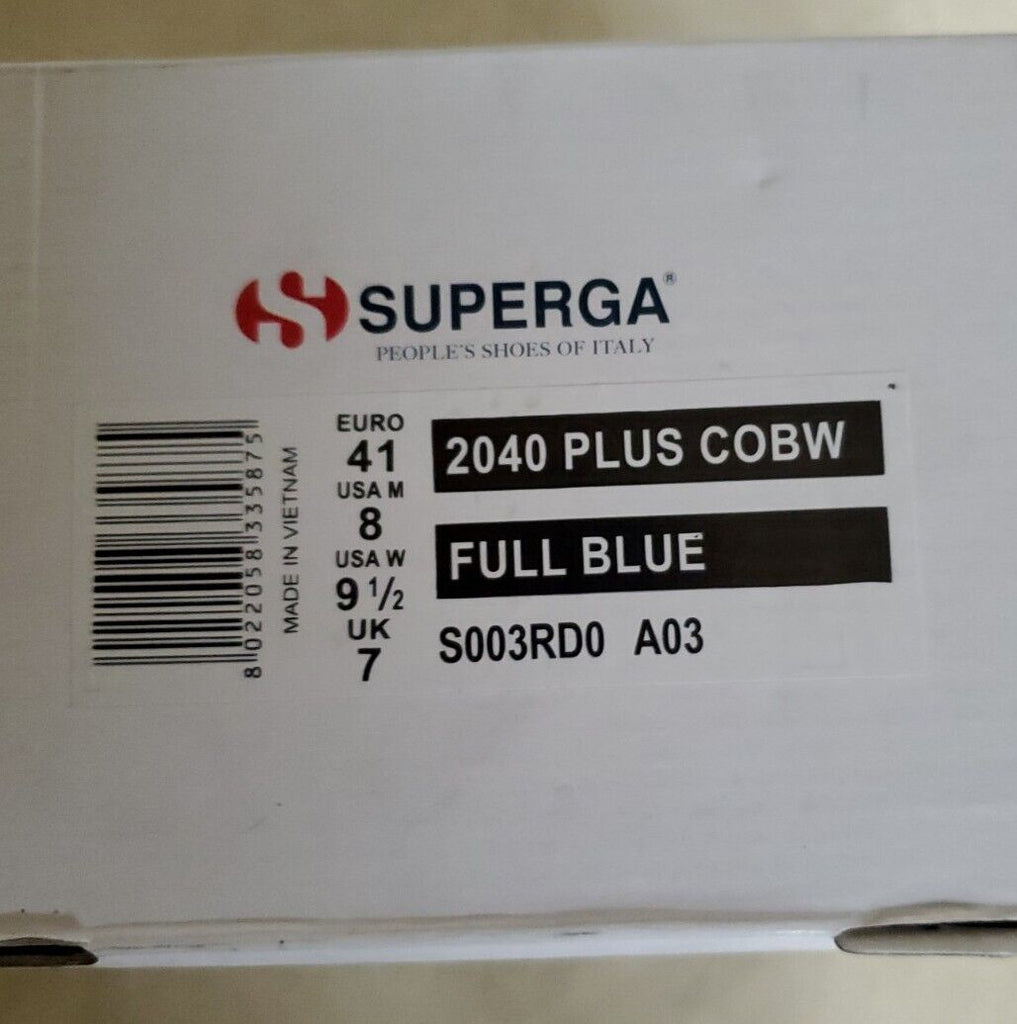 SUPERGA®
PEOPLE'S SHOES OF ITALY
8 022058 335875
MADE IN VIETNAM
EURO
41
USA M
8
USA W
9 1/2
UK
7
2040 PLUS COBW
FULL BLUE
S003RD0 A03